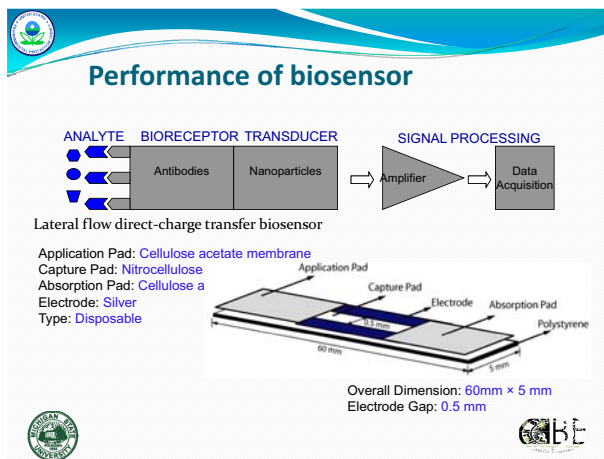 Performance of biosensor
ANALYTE BIORECEPTOR TRANSDUCER SIGNAL PROCESSING
Antibodies
Nanoparticles
Amplifier
Data
Acquisition
Lateral flow direct-charge transfer biosensor
Application Pad: Cellulose acetate membrane
Capture Pad: Nitrocellulose
Absorption Pad: Cellulose a
Electrode: Silver
Type: Disposable
Application Pad
Capture Pad
Electrode
Absorption Pad
Polystyrene
0.5 mm
60 mm
5 mm
Overall Dimension: 60mm × 5 mm
Electrode Gap: 0.5 mm
MICHIGAN STATE
UNIVERSITY